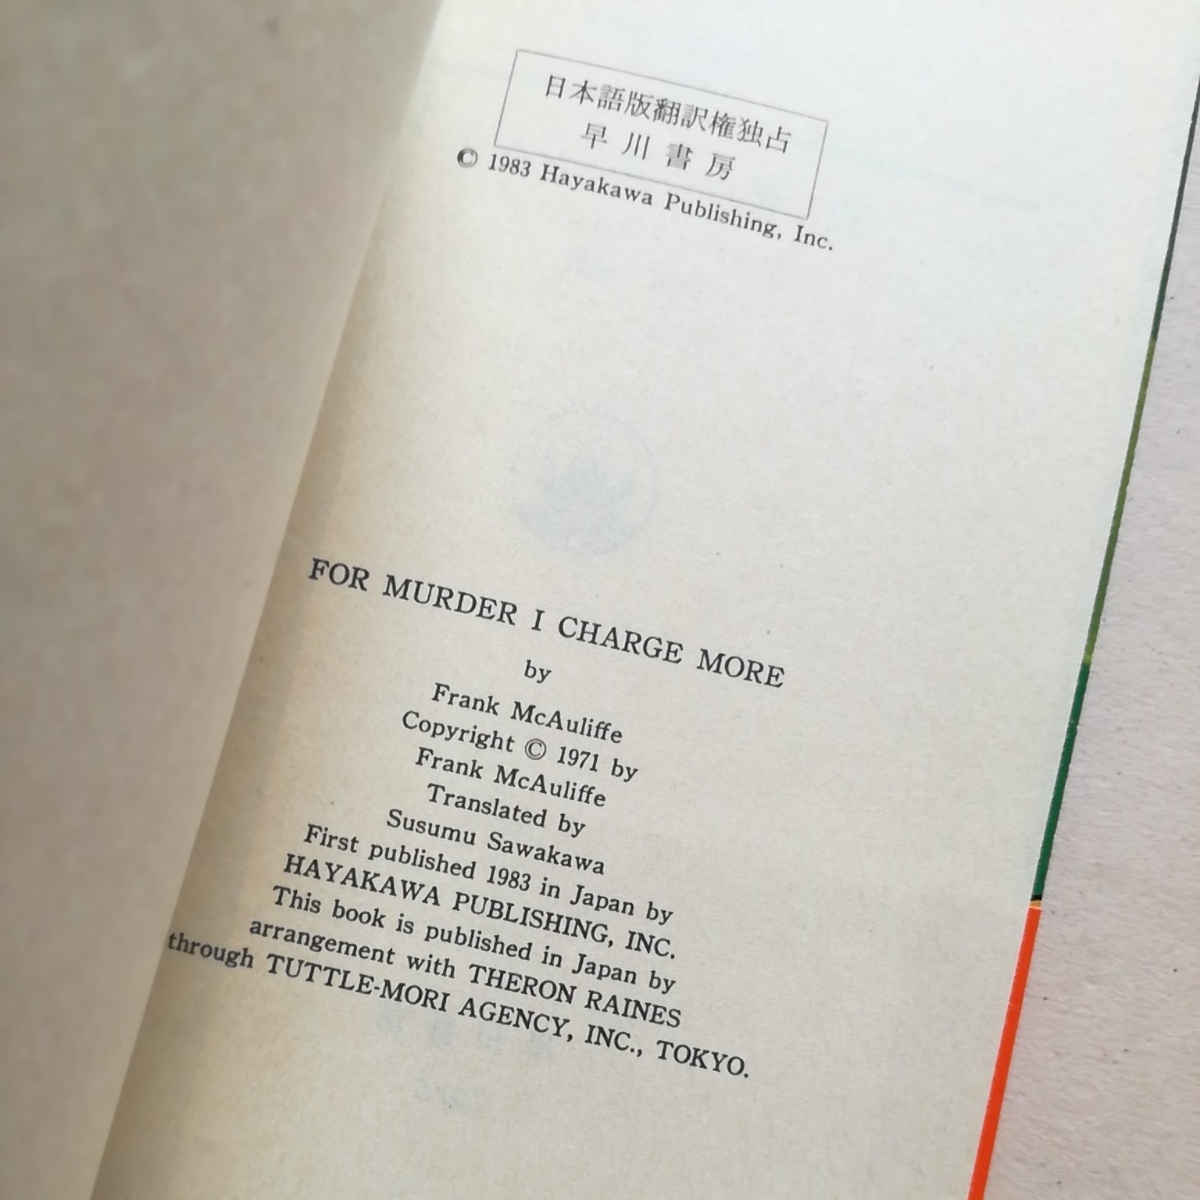 日本語版翻訳権独占
早川書房
© 1983 Hayakawa Publishing, Inc.
FOR MURDER I CHARGE MORE
by
Frank McAuliffe
Copyright © 1971 by
Frank McAuliffe
Translated by
Susumu Sawakawa
First published 1983 in Japan by
HAYAKAWA PUBLISHING, INC.
This book is published in Japan by
arrangement with THERON RAINES
through TUTTLE-MORI AGENCY, INC., TOKYO.